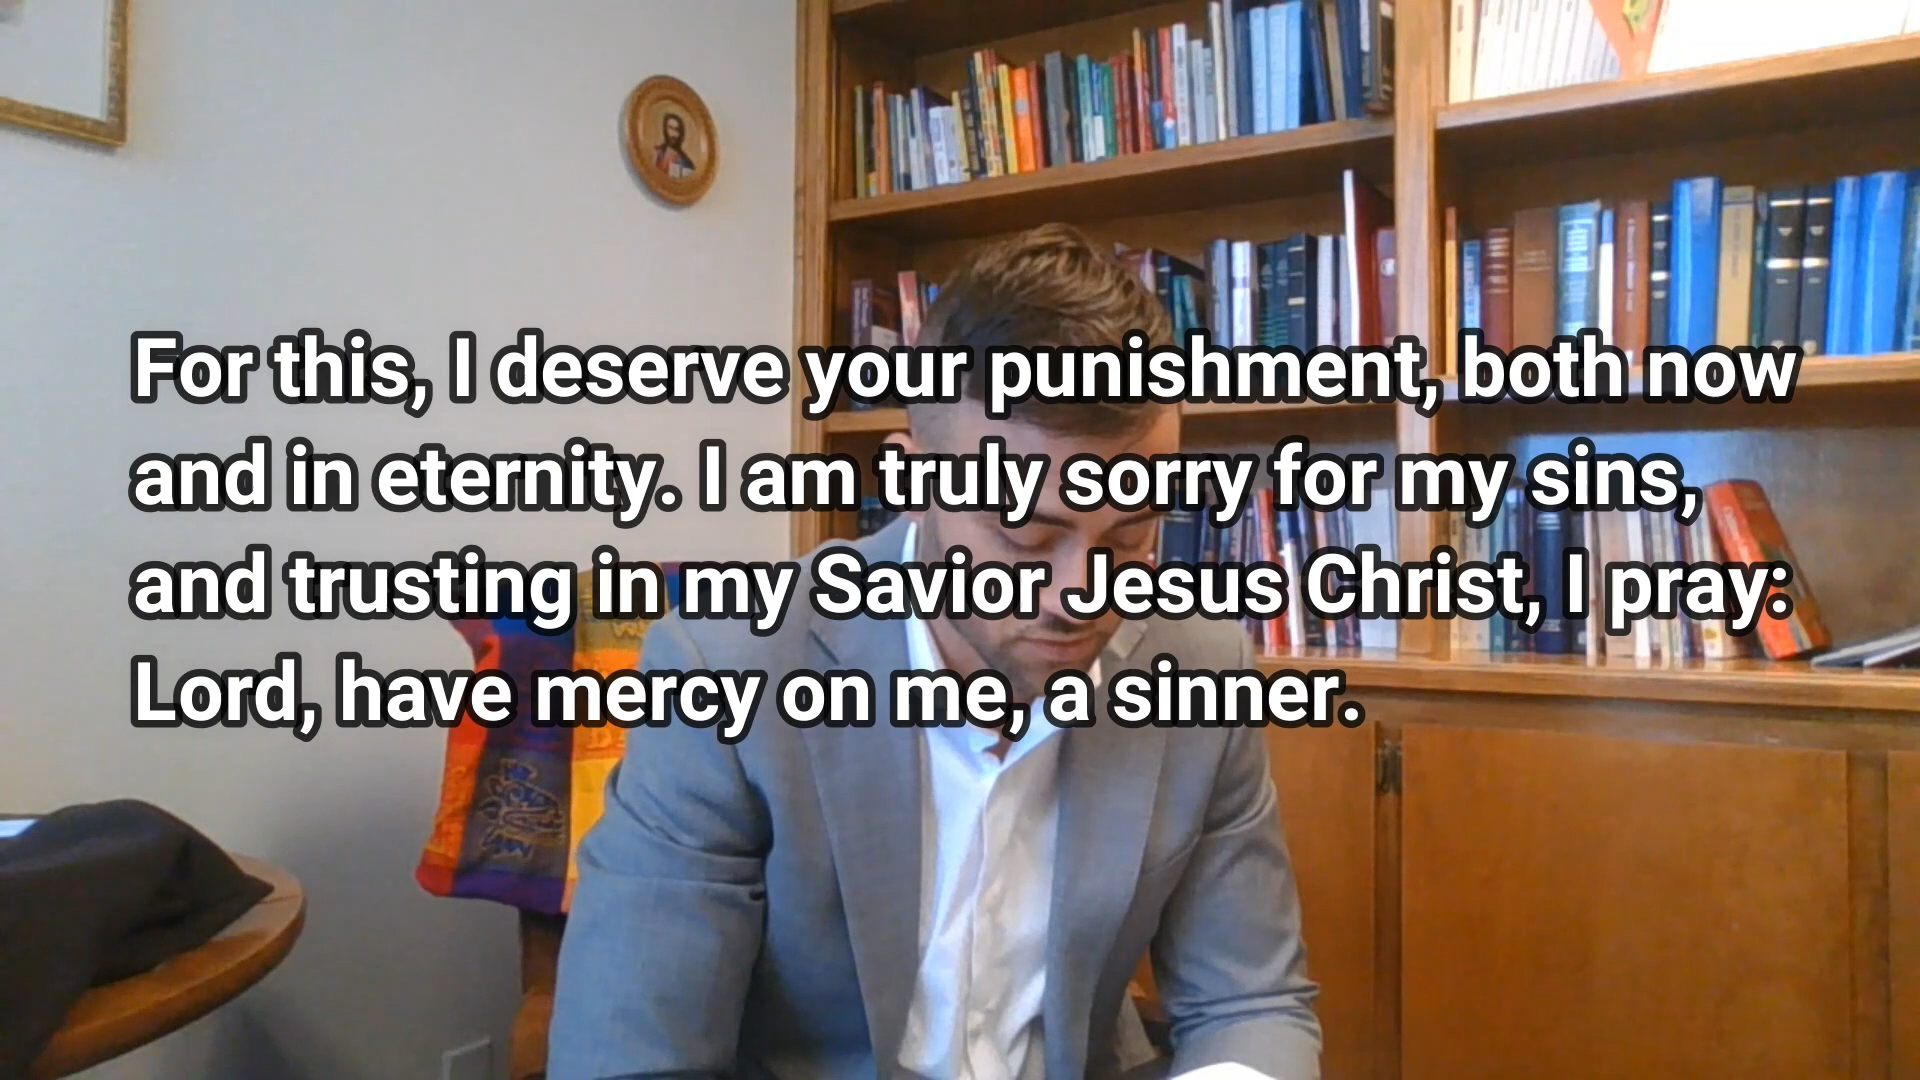 For this, I deserve your punishment, both now
and in eternity. I am truly sorry for my sins,
and trusting in my Savior Jesus Christ, I pray:
Lord, have mercy on me, a sinner.